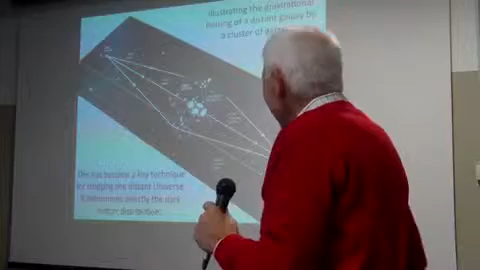 Illustrating the gravitational
lensing of a distant galaxy by
a cluster of
This has become a key technique
for studying the distant Universe.
It determines directly the dark
matter distribution.